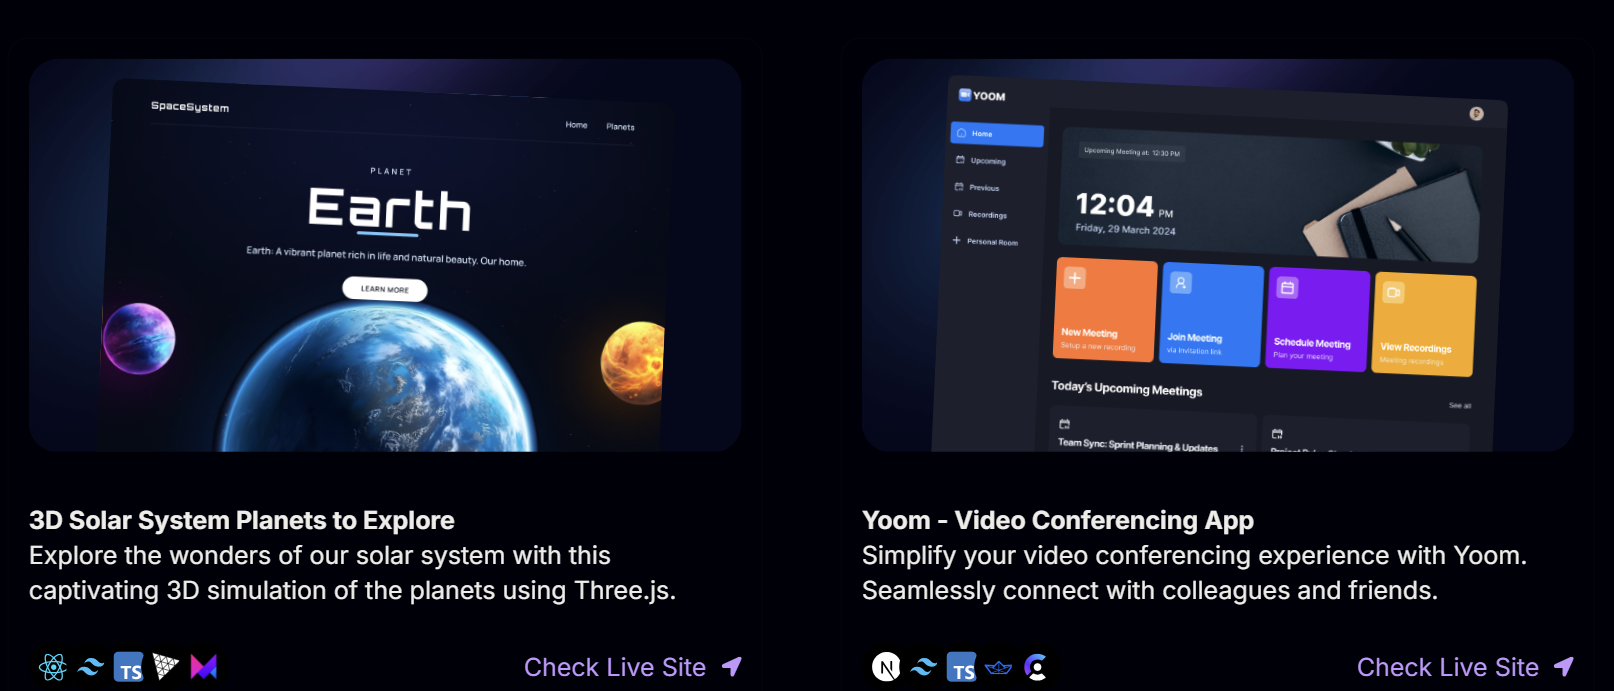 SpaceSystem
Home Planets
PLANET
Earth
Earth: A vibrant planet rich in life and natural beauty. Our home.
LEARN MORE
3D Solar System Planets to Explore
Explore the wonders of our solar system with this
captivating 3D simulation of the planets using Three.js.
TS
Check Live Site
YOOM
Home
Upcoming
Previous
Recordings
Personal Room
Upcoming Meeting at: 12:30 PM
12:04 PM
Friday, 29 March 2024
New Meeting
Setup a new recording
Join Meeting
via invitation link
Schedule Meeting
Plan your meeting
View Recordings
Meeting recordings
Today's Upcoming Meetings
See all
Team Sync: Sprint Planning & Updates
Yoom - Video Conferencing App
Simplify your video conferencing experience with Yoom.
Seamlessly connect with colleagues and friends.
N TS
Check Live Site